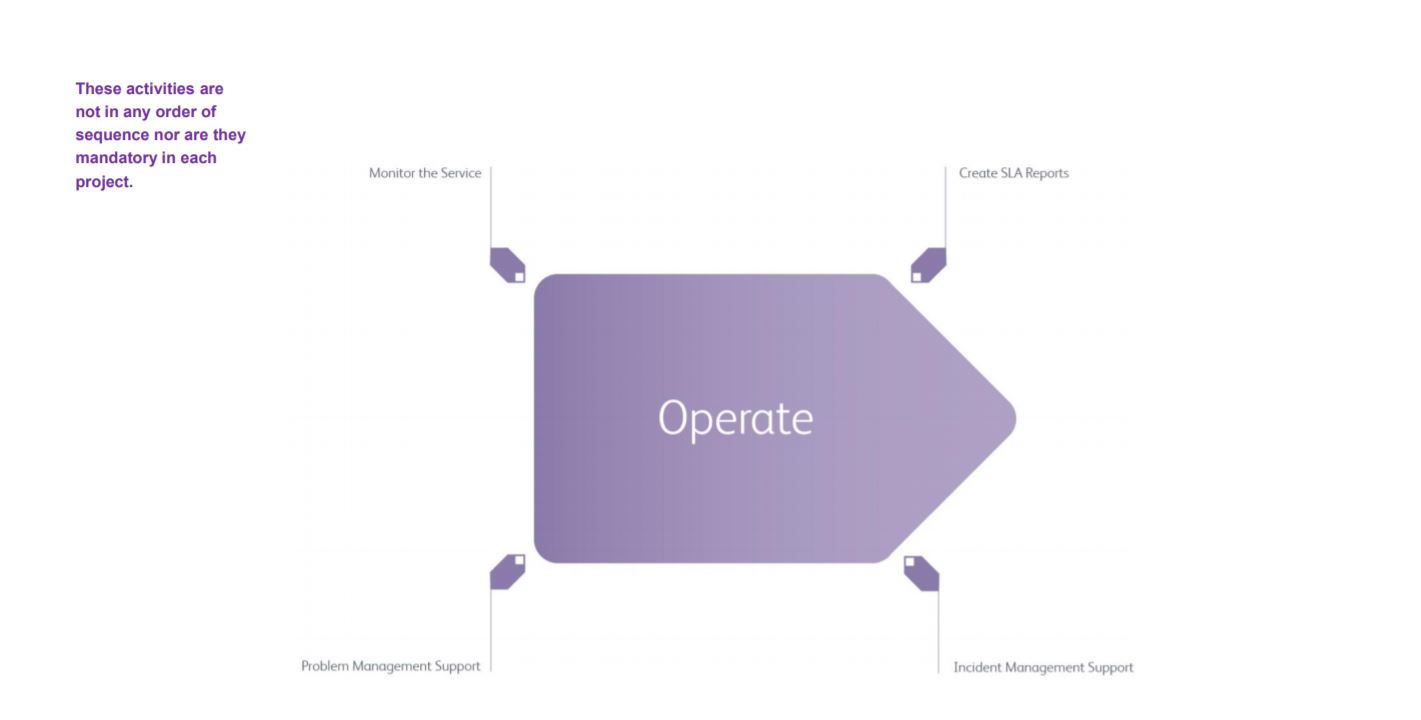 These activities are
not in any order of
sequence nor are they
mandatory in each
project.
Monitor the Service
Create SLA Reports
Operate
Problem Management Support
Incident Management Support